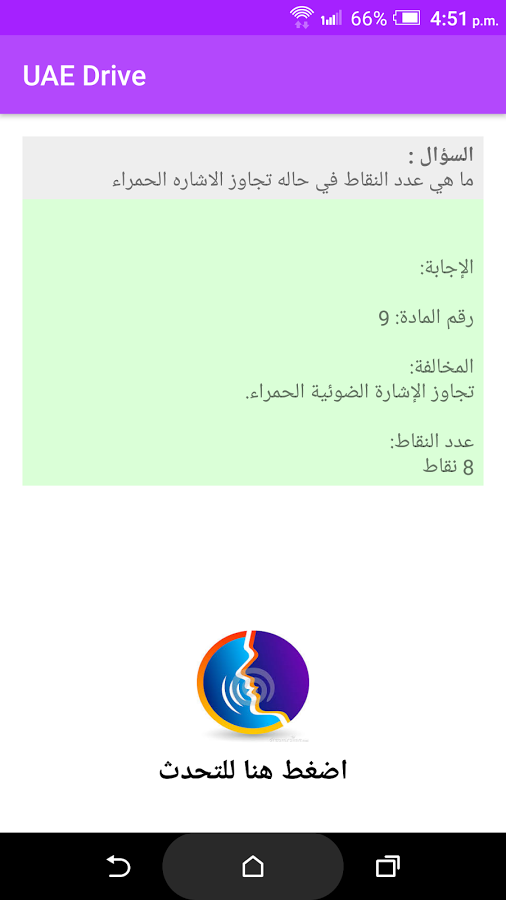 66% 4:51 p.m.
UAE Drive
السؤال :
ما هي عدد النقاط في حاله تجاوز الاشاره الحمراء
الإجابة:
رقم المادة: 9
المخالفة:
تجاوز الإشارة الضوئية الحمراء.
عدد النقاط:
8 نقاط
اضغط هنا للتحدث